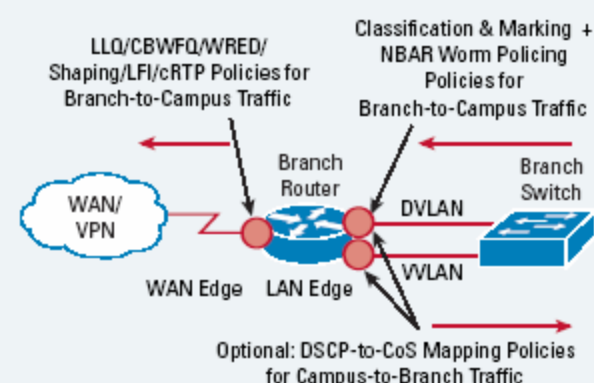 LLQ/CBWFQ/WRED/
Shaping/LFI/cRTP Policies for
Branch-to-Campus Traffic
Classification & Marking +
NBAR Worm Policing
Policies for
Branch-to-Campus Traffic
Branch
Router
Branch
Switch
WAN/
VPN
DVLAN
VVLAN
WAN Edge
LAN Edge
Optional: DSCP-to-CoS Mapping Policies
for Campus-to-Branch Traffic